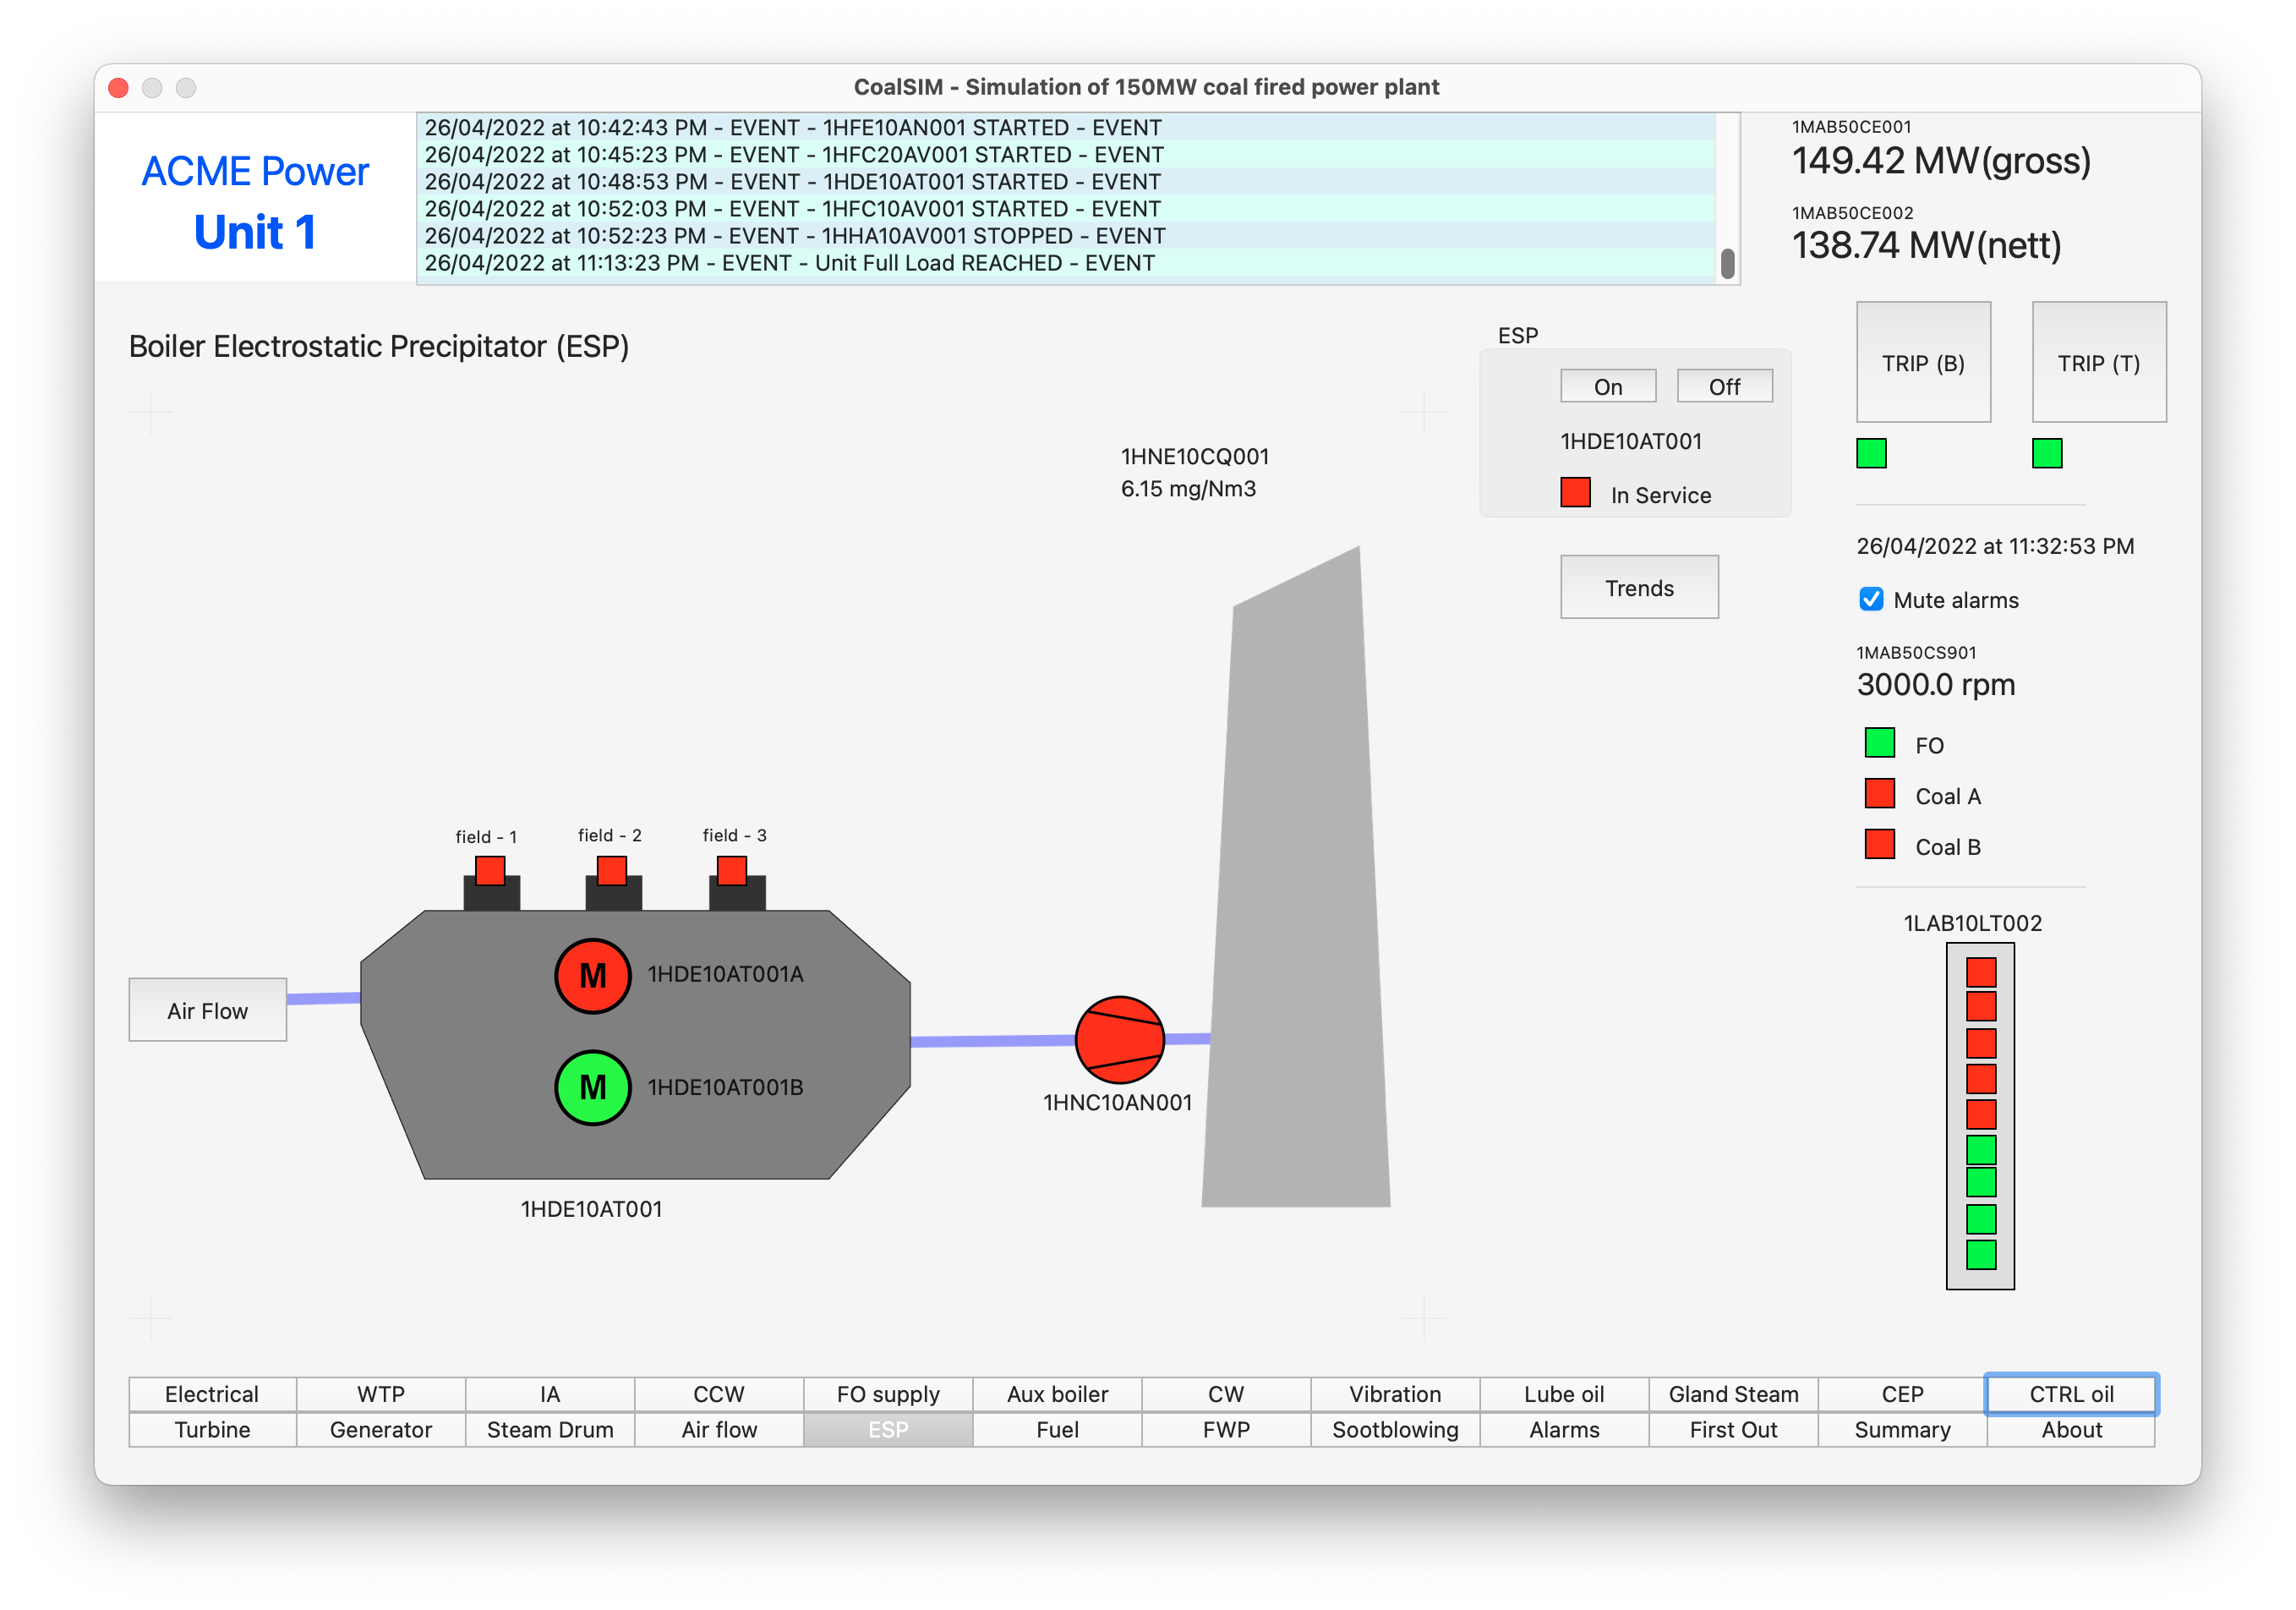 CoalSIM - Simulation of 150MW coal fired power plant
ACME Power
Unit 1
26/04/2022 at 10:42:43 PM - EVENT - 1HFE10AN001 STARTED - EVENT
26/04/2022 at 10:45:23 PM - EVENT - 1HFC20AV001 STARTED - EVENT
26/04/2022 at 10:48:53 PM - EVENT - 1HDE10AT001 STARTED - EVENT
26/04/2022 at 10:52:03 PM - EVENT - 1HFC10AV001 STARTED - EVENT
26/04/2022 at 10:52:23 PM - EVENT - 1HHA10AV001 STOPPED - EVENT
26/04/2022 at 11:13:23 PM - EVENT - Unit Full Load REACHED - EVENT
1MAB50CE001
149.42 MW(gross)
1MAB50CE002
138.74 MW(nett)
Boiler Electrostatic Precipitator (ESP)
ESP
On Off
1HDE10AT001
In Service
Trends
TRIP (B) TRIP (T)
26/04/2022 at 11:32:53 PM
Mute alarms
1MAB50CS901
3000.0 rpm
FO
Coal A
Coal B
1LAB10LT002
1HNE10CQ001
6.15 mg/Nm3
field - 1 field - 2 field - 3
M 1HDE10AT001A
Air Flow
M 1HDE10AT001B
1HNC10AN001
1HDE10AT001
Electrical WTP IA CCW FO supply Aux boiler CW Vibration Lube oil Gland Steam CEP CTRL oil
Turbine Generator Steam Drum Air flow ESP Fuel FWP Sootblowing Alarms First Out Summary About